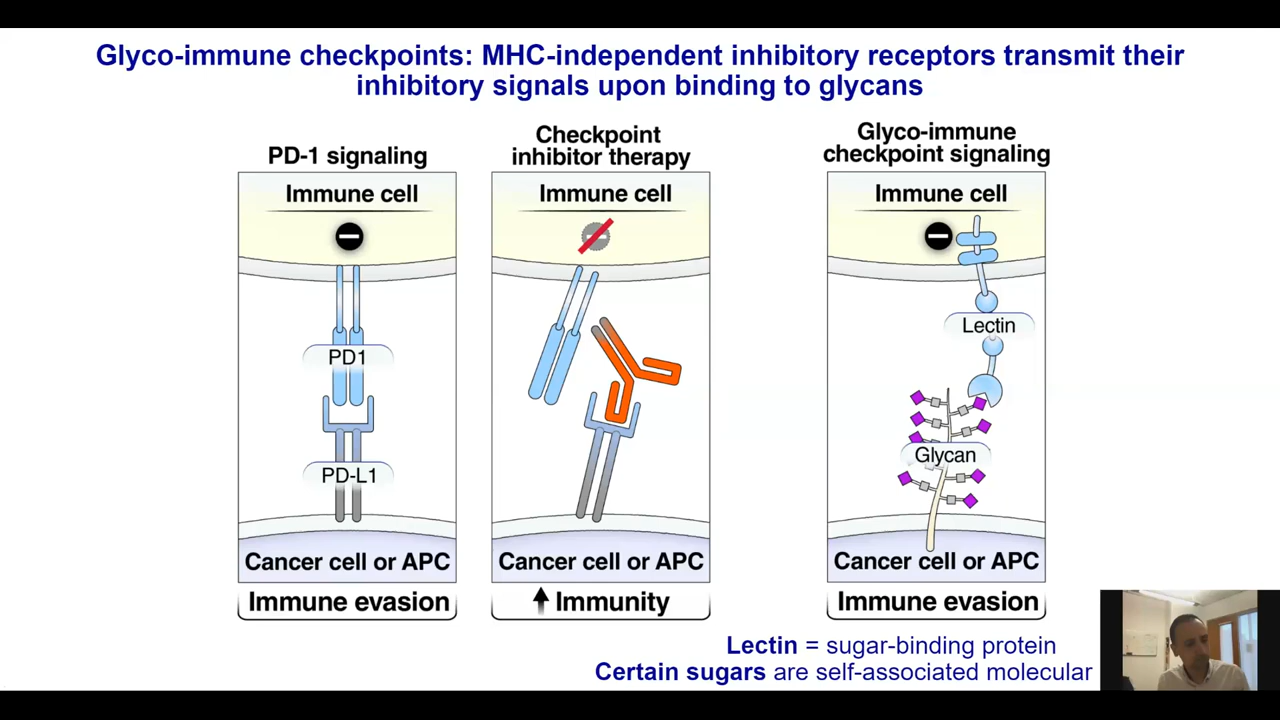 Glyco-immune checkpoints: MHC-independent inhibitory receptors transmit their
inhibitory signals upon binding to glycans
PD-1 signaling
Immune cell
PD1
PD-L1
Cancer cell or APC
Immune evasion
Checkpoint
inhibitor therapy
Immune cell
Cancer cell or APC
Immunity
Glyco-immune
checkpoint signaling
Immune cell
Lectin
Glycan
Cancer cell or APC
Immune evasion
Lectin = sugar-binding protein
Certain sugars are self-associated molecular